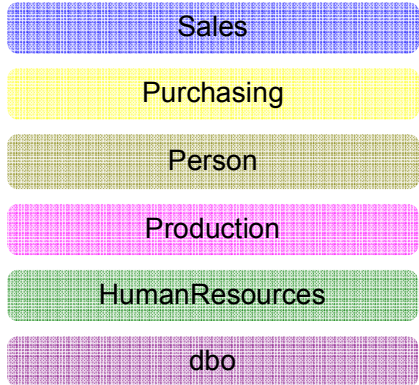 Sales
Purchasing
Person
Production
HumanResources
dbo